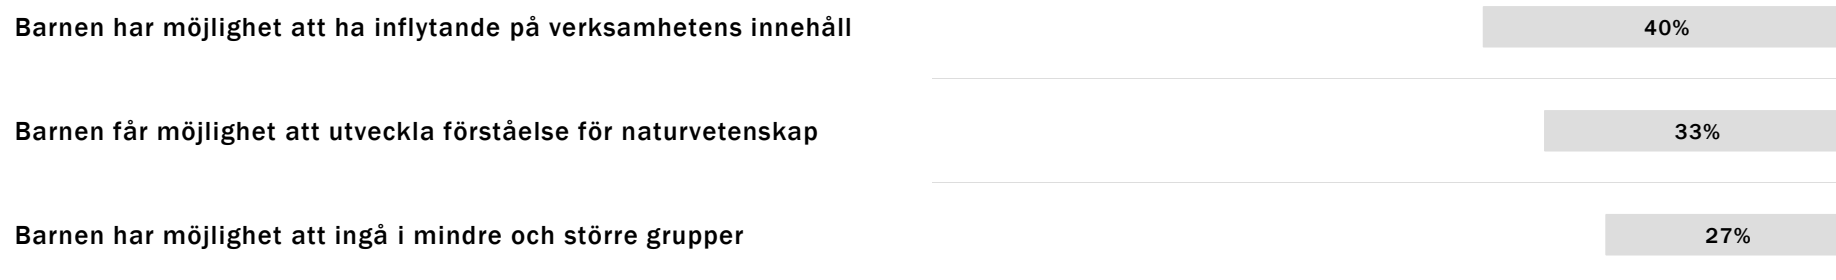 Barnen har möjlighet att ha inflytande på verksamhetens innehåll 40%
Barnen får möjlighet att utveckla förståelse för naturvetenskap 33%
Barnen har möjlighet att ingå i mindre och större grupper 27%